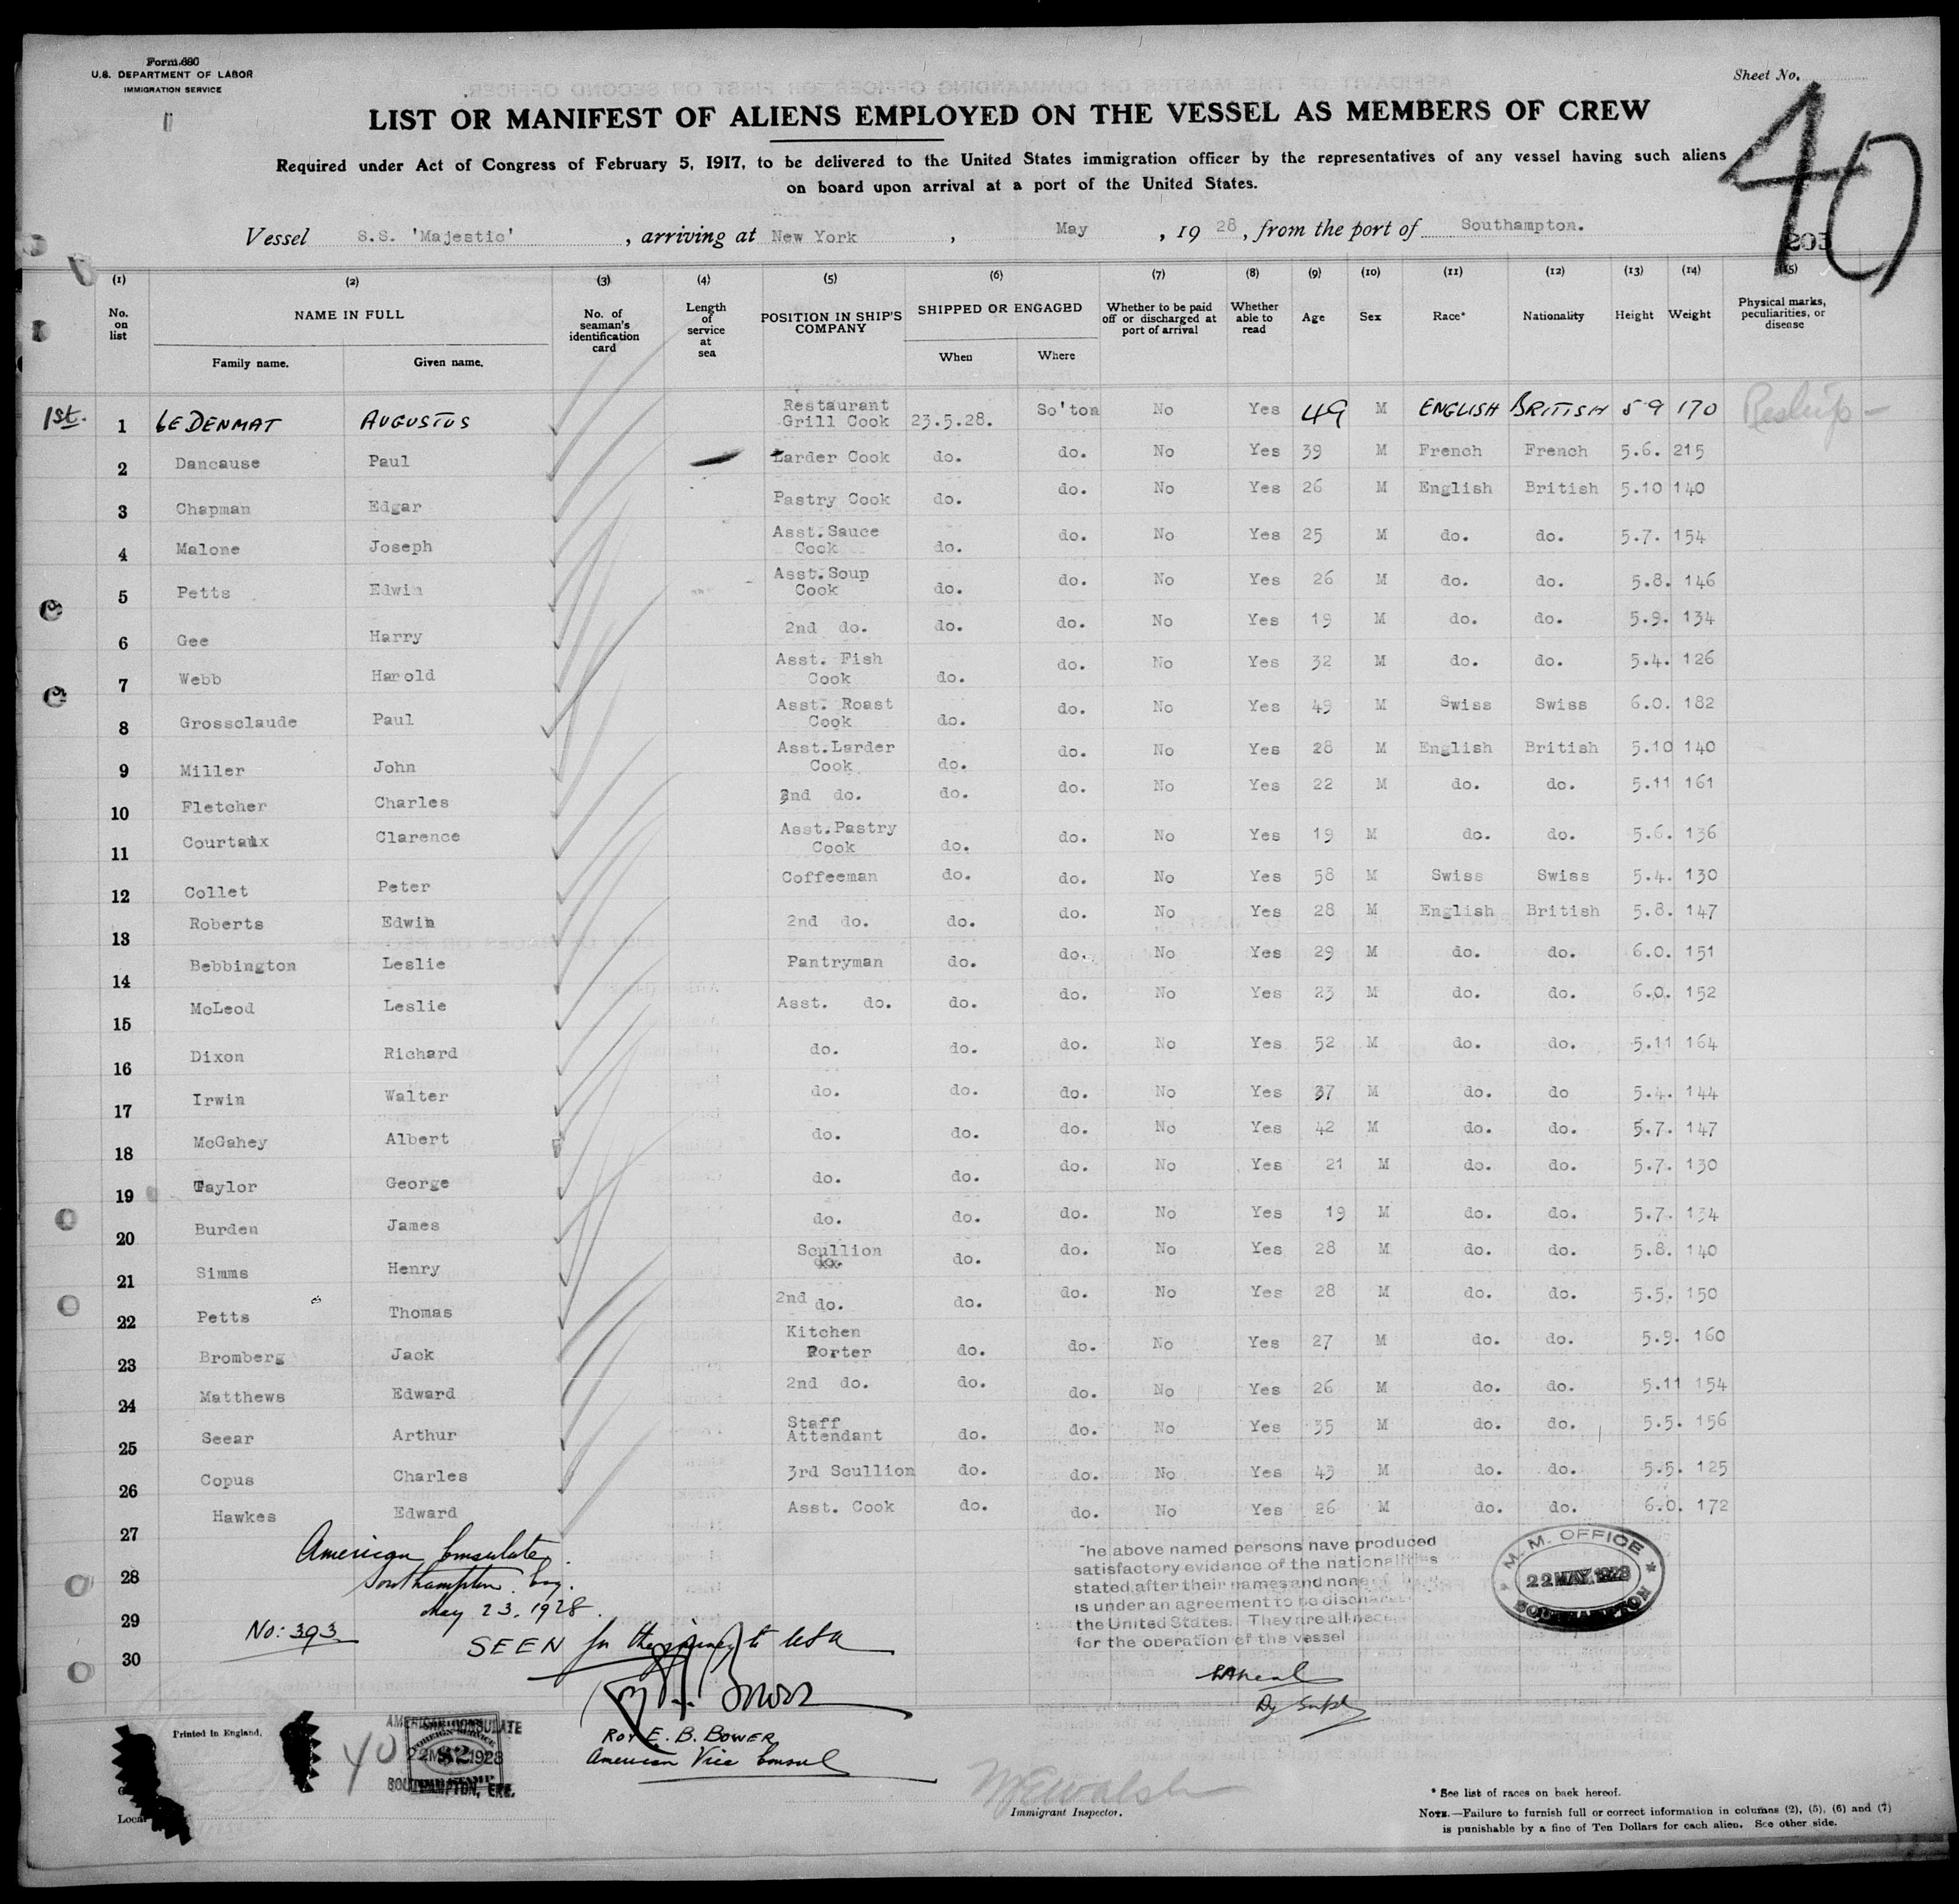 Form 680
U.S. DEPARTMENT OF LABOR
IMMIGRATION SERVICE
Sheet No.
40
LIST OR MANIFEST OF ALIENS EMPLOYED ON THE VESSEL AS MEMBERS OF CREW
Required under Act of Congress of February 5, 1917, to be delivered to the United States immigration officer by the representatives of any vessel having such aliens
on board upon arrival at a port of the United States.
Vessel S.S. 'Majestic' , arriving at New York , May , 19 28 , from the port of Southampton.
(1) (2) (3) (4) (5) (6) (7) (8) (9) (10) (11) (12) (13) (14) (15)
No. on list NAME IN FULL Family name. Given name. No. of seaman's identification card Length of service at sea POSITION IN SHIP'S COMPANY SHIPPED OR ENGAGED When Where Whether to be paid off or discharged at port of arrival Whether able to read Age Sex Race* Nationality Height Weight Physical marks, peculiarities, or disease
1st. 1 LE DENMAT AUGUSTUS Restaurant Grill Cook 23.5.28. So'ton No Yes 49 M ENGLISH BRITISH 5 9 170 Reship -
2 Dancause Paul Larder Cook do. do. No Yes 39 M French French 5.6. 215
3 Chapman Edgar Pastry Cook do. do. No Yes 26 M English British 5.10 140
4 Malone Joseph Asst.Sauce Cook do. do. No Yes 25 M do. do. 5.7. 154
5 Petts Edwin Asst.Soup Cook do. do. No Yes 26 M do. do. 5.8. 146
6 Gee Harry 2nd do. do. do. No Yes 19 M do. do. 5.9. 134
7 Webb Harold Asst. Fish Cook do. do. No Yes 32 M do. do. 5.4. 126
8 Grossclaude Paul Asst. Roast Cook do. do. No Yes 49 M Swiss Swiss 6.0. 182
9 Miller John Asst.Larder Cook do. do. No Yes 28 M English British 5.10 140
10 Fletcher Charles 2nd do. do. do. No Yes 22 M do. do. 5.11 161
11 Courtaux Clarence Asst.Pastry Cook do. do. No Yes 19 M do. do. 5.6. 136
12 Collet Peter Coffeeman do. do. No Yes 58 M Swiss Swiss 5.4. 130
13 Roberts Edwin 2nd do. do. do. No Yes 28 M English British 5.8. 147
14 Bebbington Leslie Pantryman do. do. No Yes 29 M do. do. 6.0. 151
15 McLeod Leslie Asst. do. do. do. No Yes 23 M do. do. 6.0. 152
16 Dixon Richard do. do. do. No Yes 52 M do. do. 5.11 164
17 Irwin Walter do. do. do. No Yes 37 M do. do 5.4. 144
18 McGahey Albert do. do. do. No Yes 42 M do. do. 5.7. 147
19 Taylor George do. do. do. No Yes 21 M do. do. 5.7. 130
20 Burden James do. do. do. No Yes 19 M do. do. 5.7. 134
21 Simms Henry Scullion do. do. No Yes 28 M do. do. 5.8. 140
22 Petts Thomas 2nd do. do. do. No Yes 28 M do. do. 5.5. 150
23 Bromberg Jack Kitchen Porter do. do. No Yes 27 M do. do. 5.9. 160
24 Matthews Edward 2nd do. do. do. No Yes 26 M do. do. 5.11 154
25 Seear Arthur Staff Attendant do. do. No Yes 35 M do. do. 5.5. 156
26 Copus Charles 3rd Scullion do. do. No Yes 43 M do. do. 5.5. 125
27 Hawkes Edward Asst. Cook do. do. No Yes 26 M do. do. 6.0. 172
28
29
30
American Consulate,
Southampton. Eng.
May 23. 1928.
No: 393
SEEN for the journey to USA
ROY E. B. BOWER
American Vice Consul
The above named persons have produced
satisfactory evidence of the nationalities
stated after their names and none of
is under an agreement to be
the United States. They are all
for the operation of the vessel
M. M. OFFICE
22 MAY 1928
SOUTHAMPTON
Printed in England.
40
AMERICAN CONSULATE
FOREIGN SERVICE
22 MAY 1928
$2
SOUTHAMPTON, ENG.
Immigrant Inspector.
* See list of races on back hereof.
NOTE.—Failure to furnish full or correct information in columns (2), (5), (6) and (7)
is punishable by a fine of Ten Dollars for each alien. See other side.